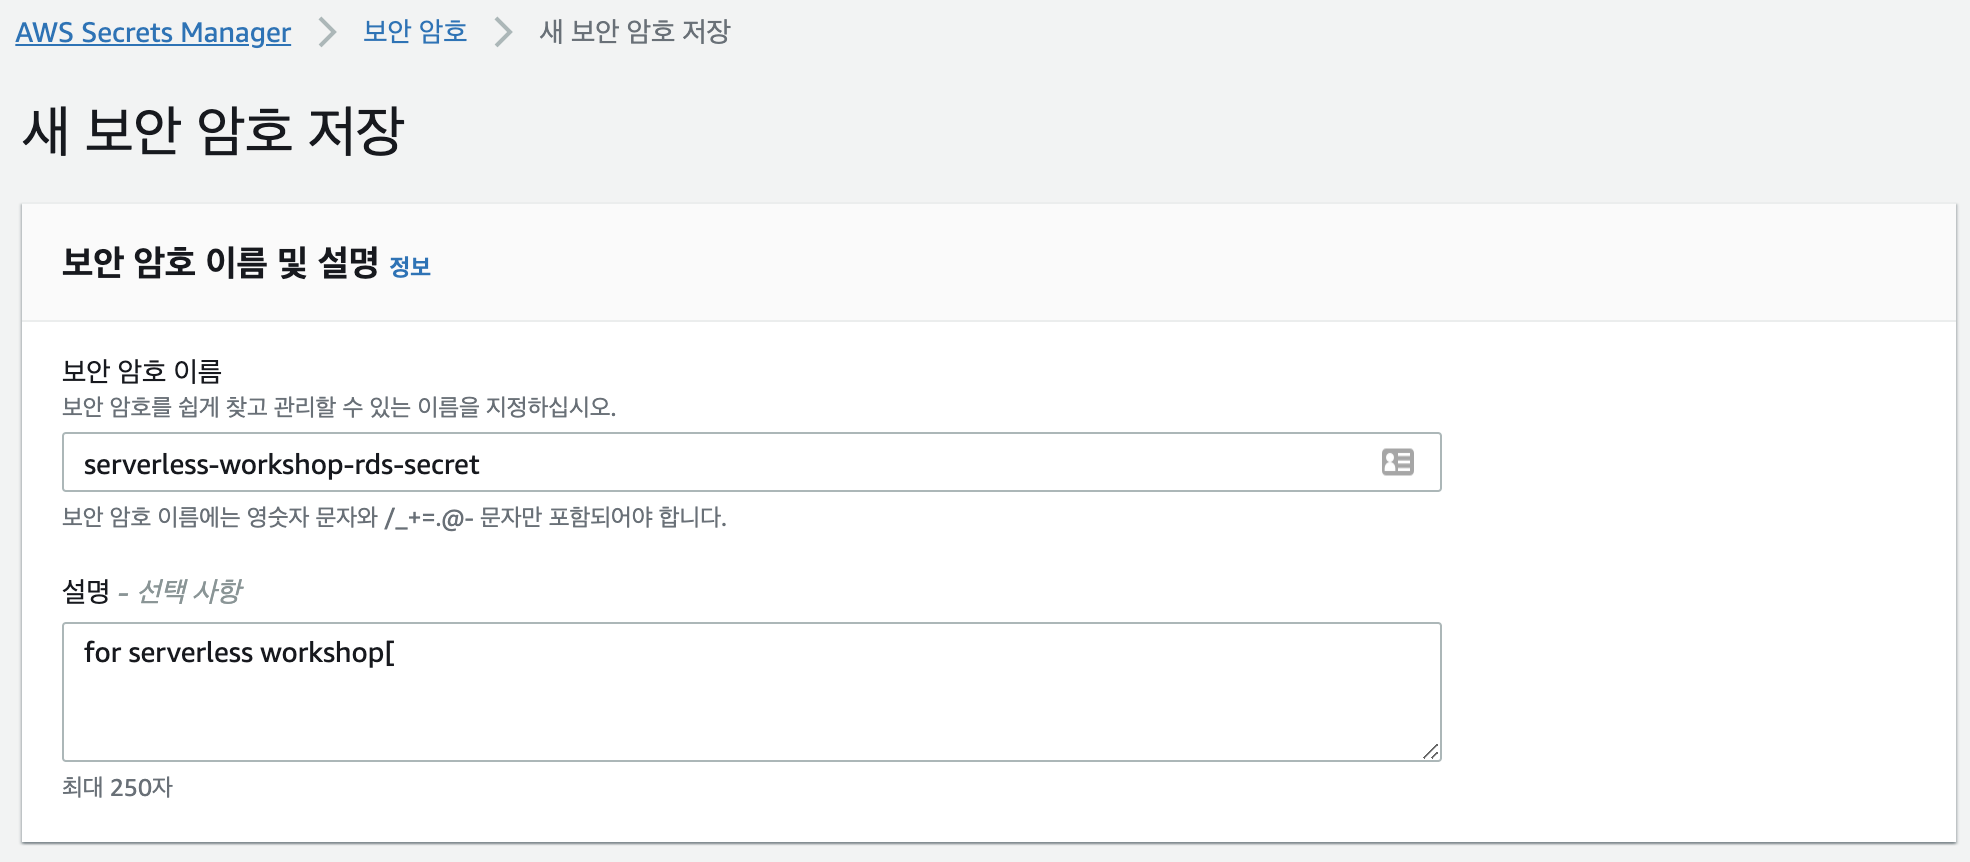 AWS Secrets Manager > 보안 암호 > 새 보안 암호 저장
새 보안 암호 저장
보안 암호 이름 및 설명 정보
보안 암호 이름
보안 암호를 쉽게 찾고 관리할 수 있는 이름을 지정하십시오.
serverless-workshop-rds-secret
보안 암호 이름에는 영숫자 문자와 /_+=.@- 문자만 포함되어야 합니다.
설명 - 선택 사항
for serverless workshop[
최대 250자